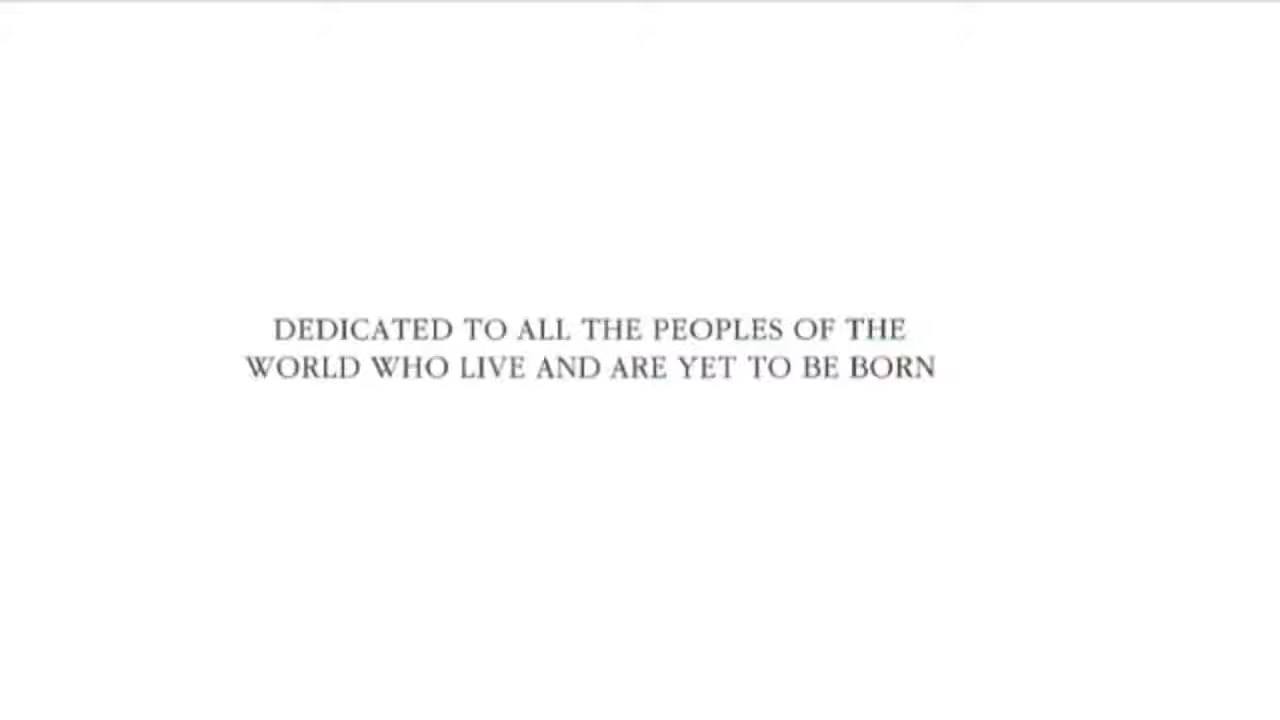 DEDICATED TO ALL THE PEOPLES OF THE
WORLD WHO LIVE AND ARE YET TO BE BORN